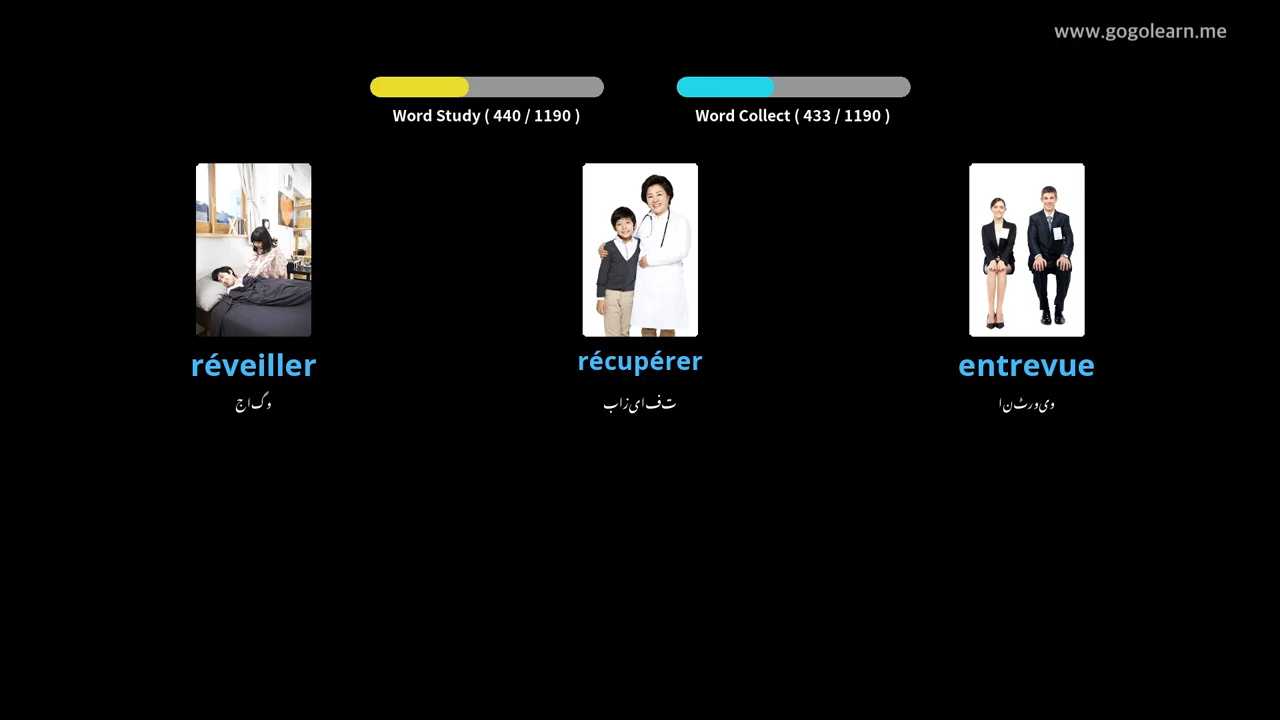 www.gogolearn.me
Word Study ( 440 / 1190 )
Word Collect ( 433 / 1190 )
réveiller
récupérer
entrevue
جاگو
بازیافت
انٹرویو